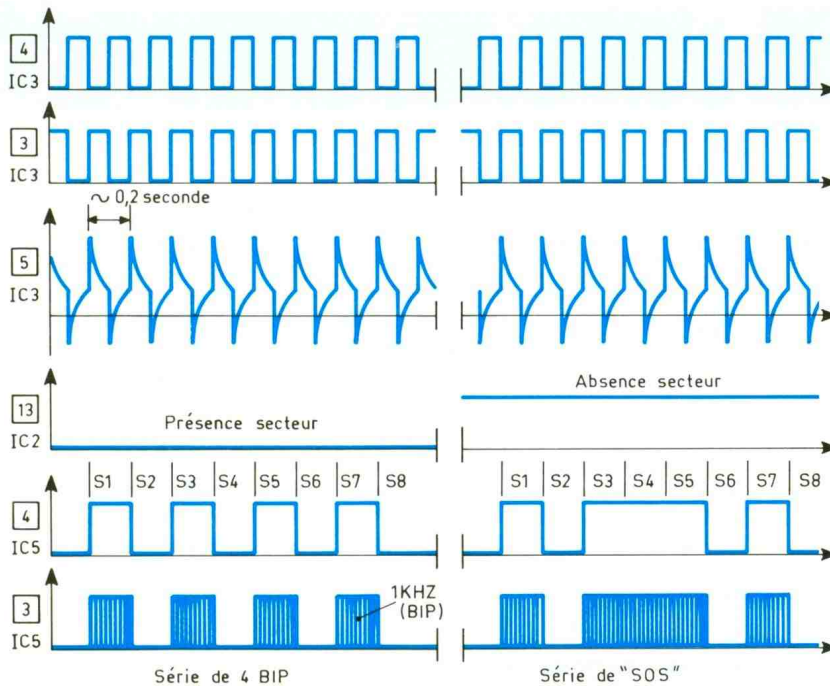 4
IC3
3
IC3
~ 0,2 seconde
5
IC3
13
IC2
Présence secteur
Absence secteur
S1 S2 S3 S4 S5 S6 S7 S8
S1 S2 S3 S4 S5 S6 S7 S8
4
IC5
3
IC5
1KHZ
(BIP)
Série de 4 BIP
Série de "SOS"